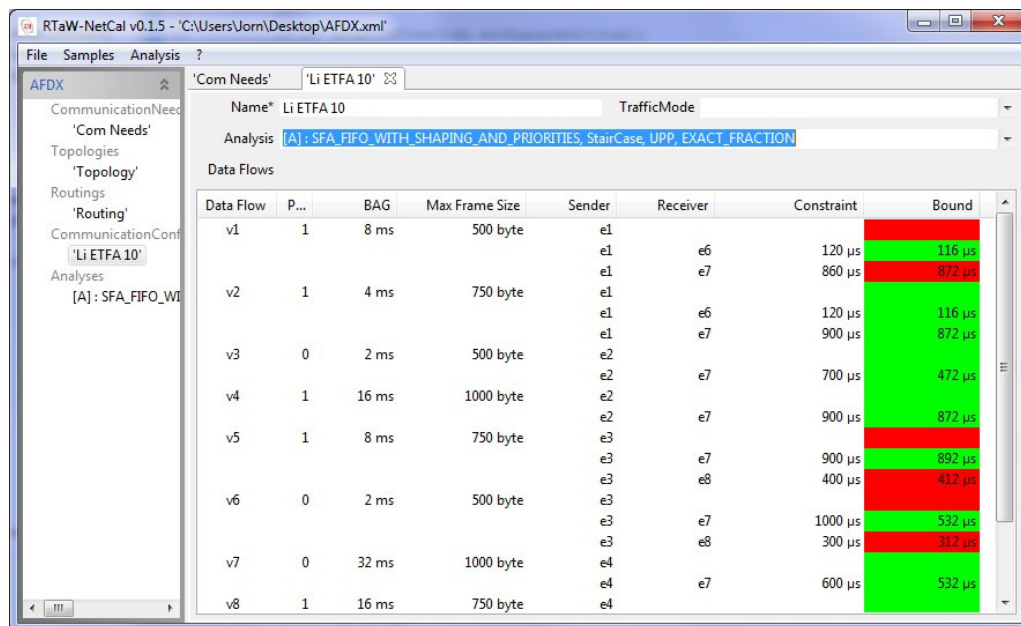 RTaW-NetCal v0.1.5 - 'C:\Users\Jorn\Desktop\AFDX.xml'
File Samples Analysis ?
AFDX
CommunicationNeed
'Com Needs'
Topologies
'Topology'
Routings
'Routing'
CommunicationConf
'Li ETFA 10'
Analyses
[A] : SFA_FIFO_WI
'Com Needs' 'Li ETFA 10'
Name* Li ETFA 10 TrafficMode
Analysis [A] : SFA_FIFO_WITH_SHAPING_AND_PRIORITIES, StairCase, UPP, EXACT_FRACTION
Data Flows
Data Flow P... BAG Max Frame Size Sender Receiver Constraint Bound
v1 1 8 ms 500 byte e1
e1 e6 120 µs 116 µs
e1 e7 860 µs 872 µs
v2 1 4 ms 750 byte e1
e1 e6 120 µs 116 µs
e1 e7 900 µs 872 µs
v3 0 2 ms 500 byte e2
e2 e7 700 µs 472 µs
v4 1 16 ms 1000 byte e2
e2 e7 900 µs 872 µs
v5 1 8 ms 750 byte e3
e3 e7 900 µs 892 µs
e3 e8 400 µs 412 µs
v6 0 2 ms 500 byte e3
e3 e7 1000 µs 532 µs
e3 e8 300 µs 312 µs
v7 0 32 ms 1000 byte e4
e4 e7 600 µs 532 µs
v8 1 16 ms 750 byte e4